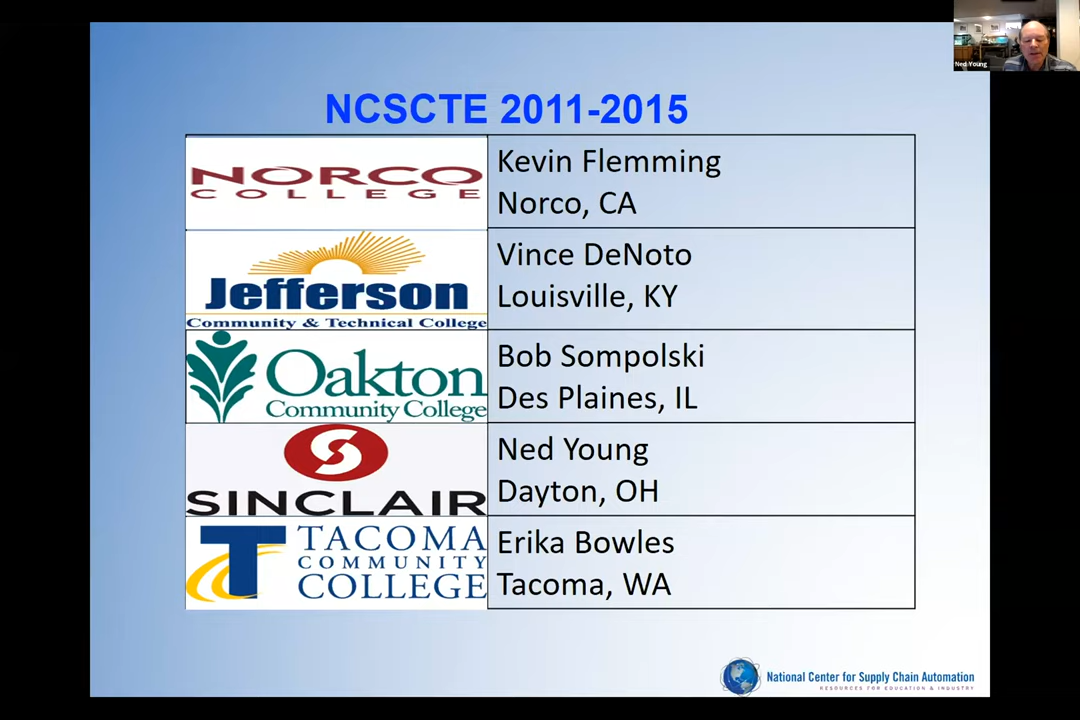 Ned Young
NCSCTE 2011-2015
NORCO
COLLEGE
Kevin Flemming
Norco, CA
Jefferson
Community & Technical College
Vince DeNoto
Louisville, KY
Oakton
Community College
Bob Sompolski
Des Plaines, IL
SINCLAIR
Ned Young
Dayton, OH
TACOMA
COMMUNITY
COLLEGE
Erika Bowles
Tacoma, WA
National Center for Supply Chain Automation
RESOURCES FOR EDUCATION & INDUSTRY